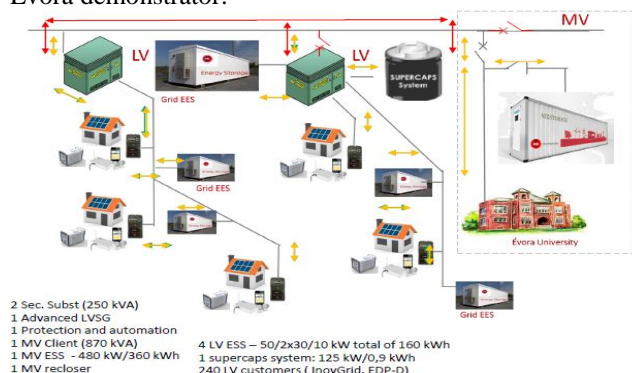 Évora demonstrator.
MV
LV
LV
Energy Storage
SUPERCAPS
System
Grid EES
Grid EES
Grid EES
Évora University
Grid EES
2 Sec. Subst (250 kVA)
1 Advanced LVSG
1 Protection and automation
1 MV Client (870 kVA)
1 MV ESS - 480 kW/360 kWh
1 MV recloser
4 LV ESS – 50/2x30/10 kW total of 160 kWh
1 supercaps system: 125 kW/0,9 kWh
240 LV customers ( InovGrid, EDP-D)